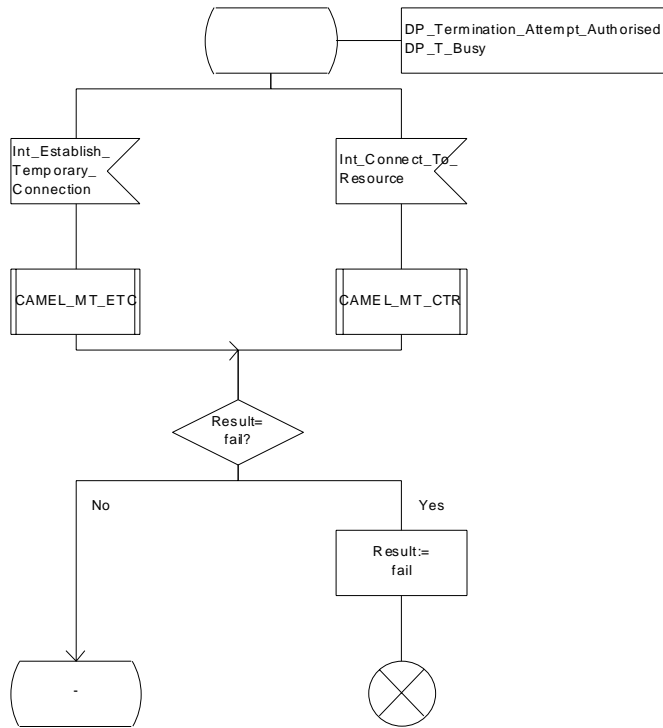 DP_Termination_Attempt_Authorised
DP_T_Busy
Int_Establish_
Temporary_
Connection
Int_Connect_To_
Resource
CAMEL_MT_ETC
CAMEL_MT_CTR
Result=
fail?
No
Yes
Result:=
fail
-